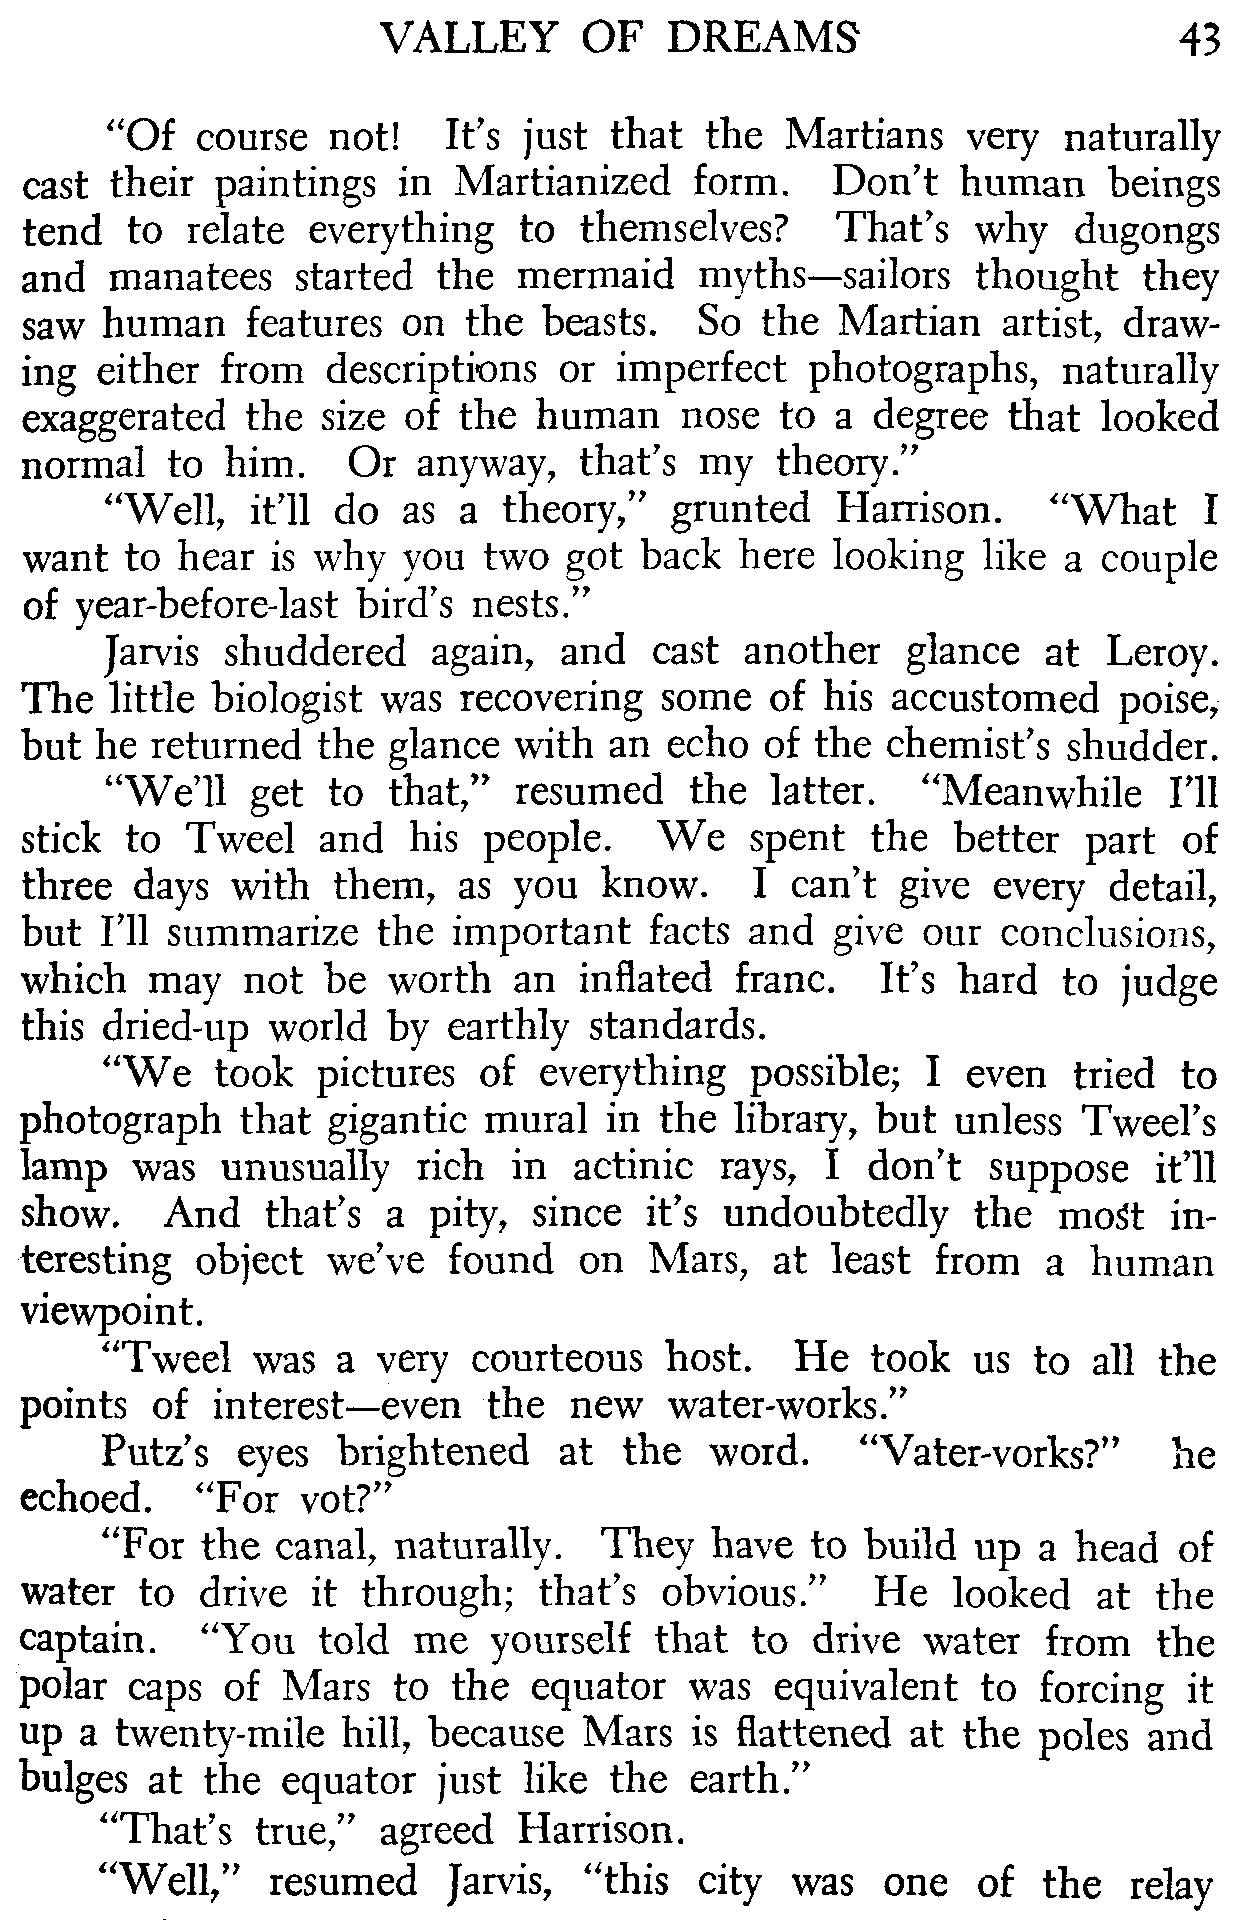 VALLEY OF DREAMS 43
"Of course not! It's just that the Martians very naturally
cast their paintings in Martianized form. Don't human beings
tend to relate everything to themselves? That's why dugongs
and manatees started the mermaid myths—sailors thought they
saw human features on the beasts. So the Martian artist, draw-
ing either from descriptions or imperfect photographs, naturally
exaggerated the size of the human nose to a degree that looked
normal to him. Or anyway, that's my theory."
"Well, it'll do as a theory," grunted Harrison. "What I
want to hear is why you two got back here looking like a couple
of year-before-last bird's nests."
Jarvis shuddered again, and cast another glance at Leroy.
The little biologist was recovering some of his accustomed poise,
but he returned the glance with an echo of the chemist's shudder.
"We'll get to that," resumed the latter. "Meanwhile I'll
stick to Tweel and his people. We spent the better part of
three days with them, as you know. I can't give every detail,
but I'll summarize the important facts and give our conclusions,
which may not be worth an inflated franc. It's hard to judge
this dried-up world by earthly standards.
"We took pictures of everything possible; I even tried to
photograph that gigantic mural in the library, but unless Tweel's
lamp was unusually rich in actinic rays, I don't suppose it'll
show. And that's a pity, since it's undoubtedly the most in-
teresting object we've found on Mars, at least from a human
viewpoint.
"Tweel was a very courteous host. He took us to all the
points of interest—even the new water-works."
Putz's eyes brightened at the word. "Vater-vorks?" he
echoed. "For vot?"
"For the canal, naturally. They have to build up a head of
water to drive it through; that's obvious." He looked at the
captain. "You told me yourself that to drive water from the
polar caps of Mars to the equator was equivalent to forcing it
up a twenty-mile hill, because Mars is flattened at the poles and
bulges at the equator just like the earth."
"That's true," agreed Harrison.
"Well," resumed Jarvis, "this city was one of the relay